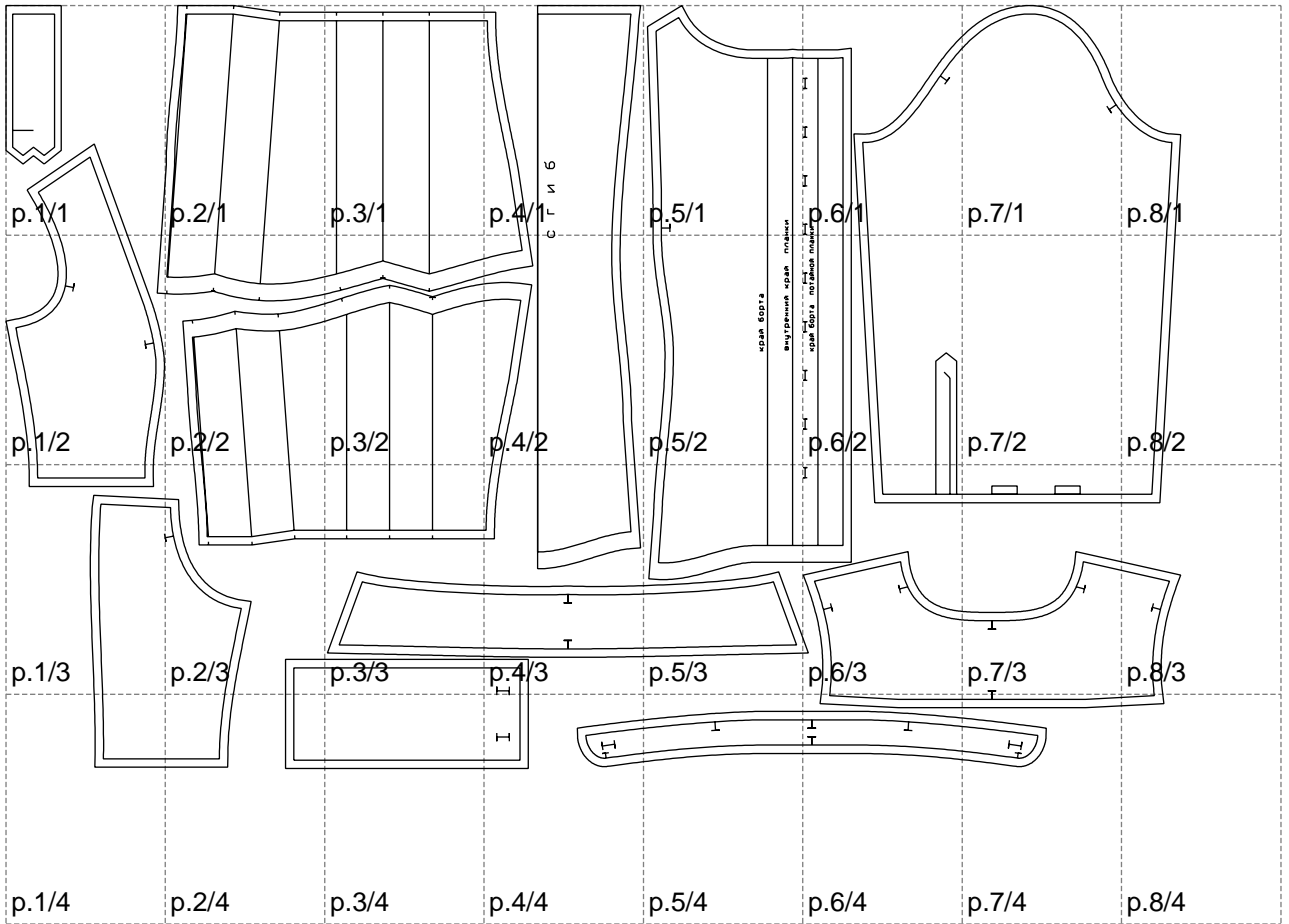 сгиб
p.1/1 p.2/1 p.3/1 p.4/1 p.5/1 p.6/1 p.7/1 p.8/1
край борта
внутренний край планки
край борта потайной планки
p.1/2 p.2/2 p.3/2 p.4/2 p.5/2 p.6/2 p.7/2 p.8/2
p.1/3 p.2/3 p.3/3 p.4/3 p.5/3 p.6/3 p.7/3 p.8/3
p.1/4 p.2/4 p.3/4 p.4/4 p.5/4 p.6/4 p.7/4 p.8/4